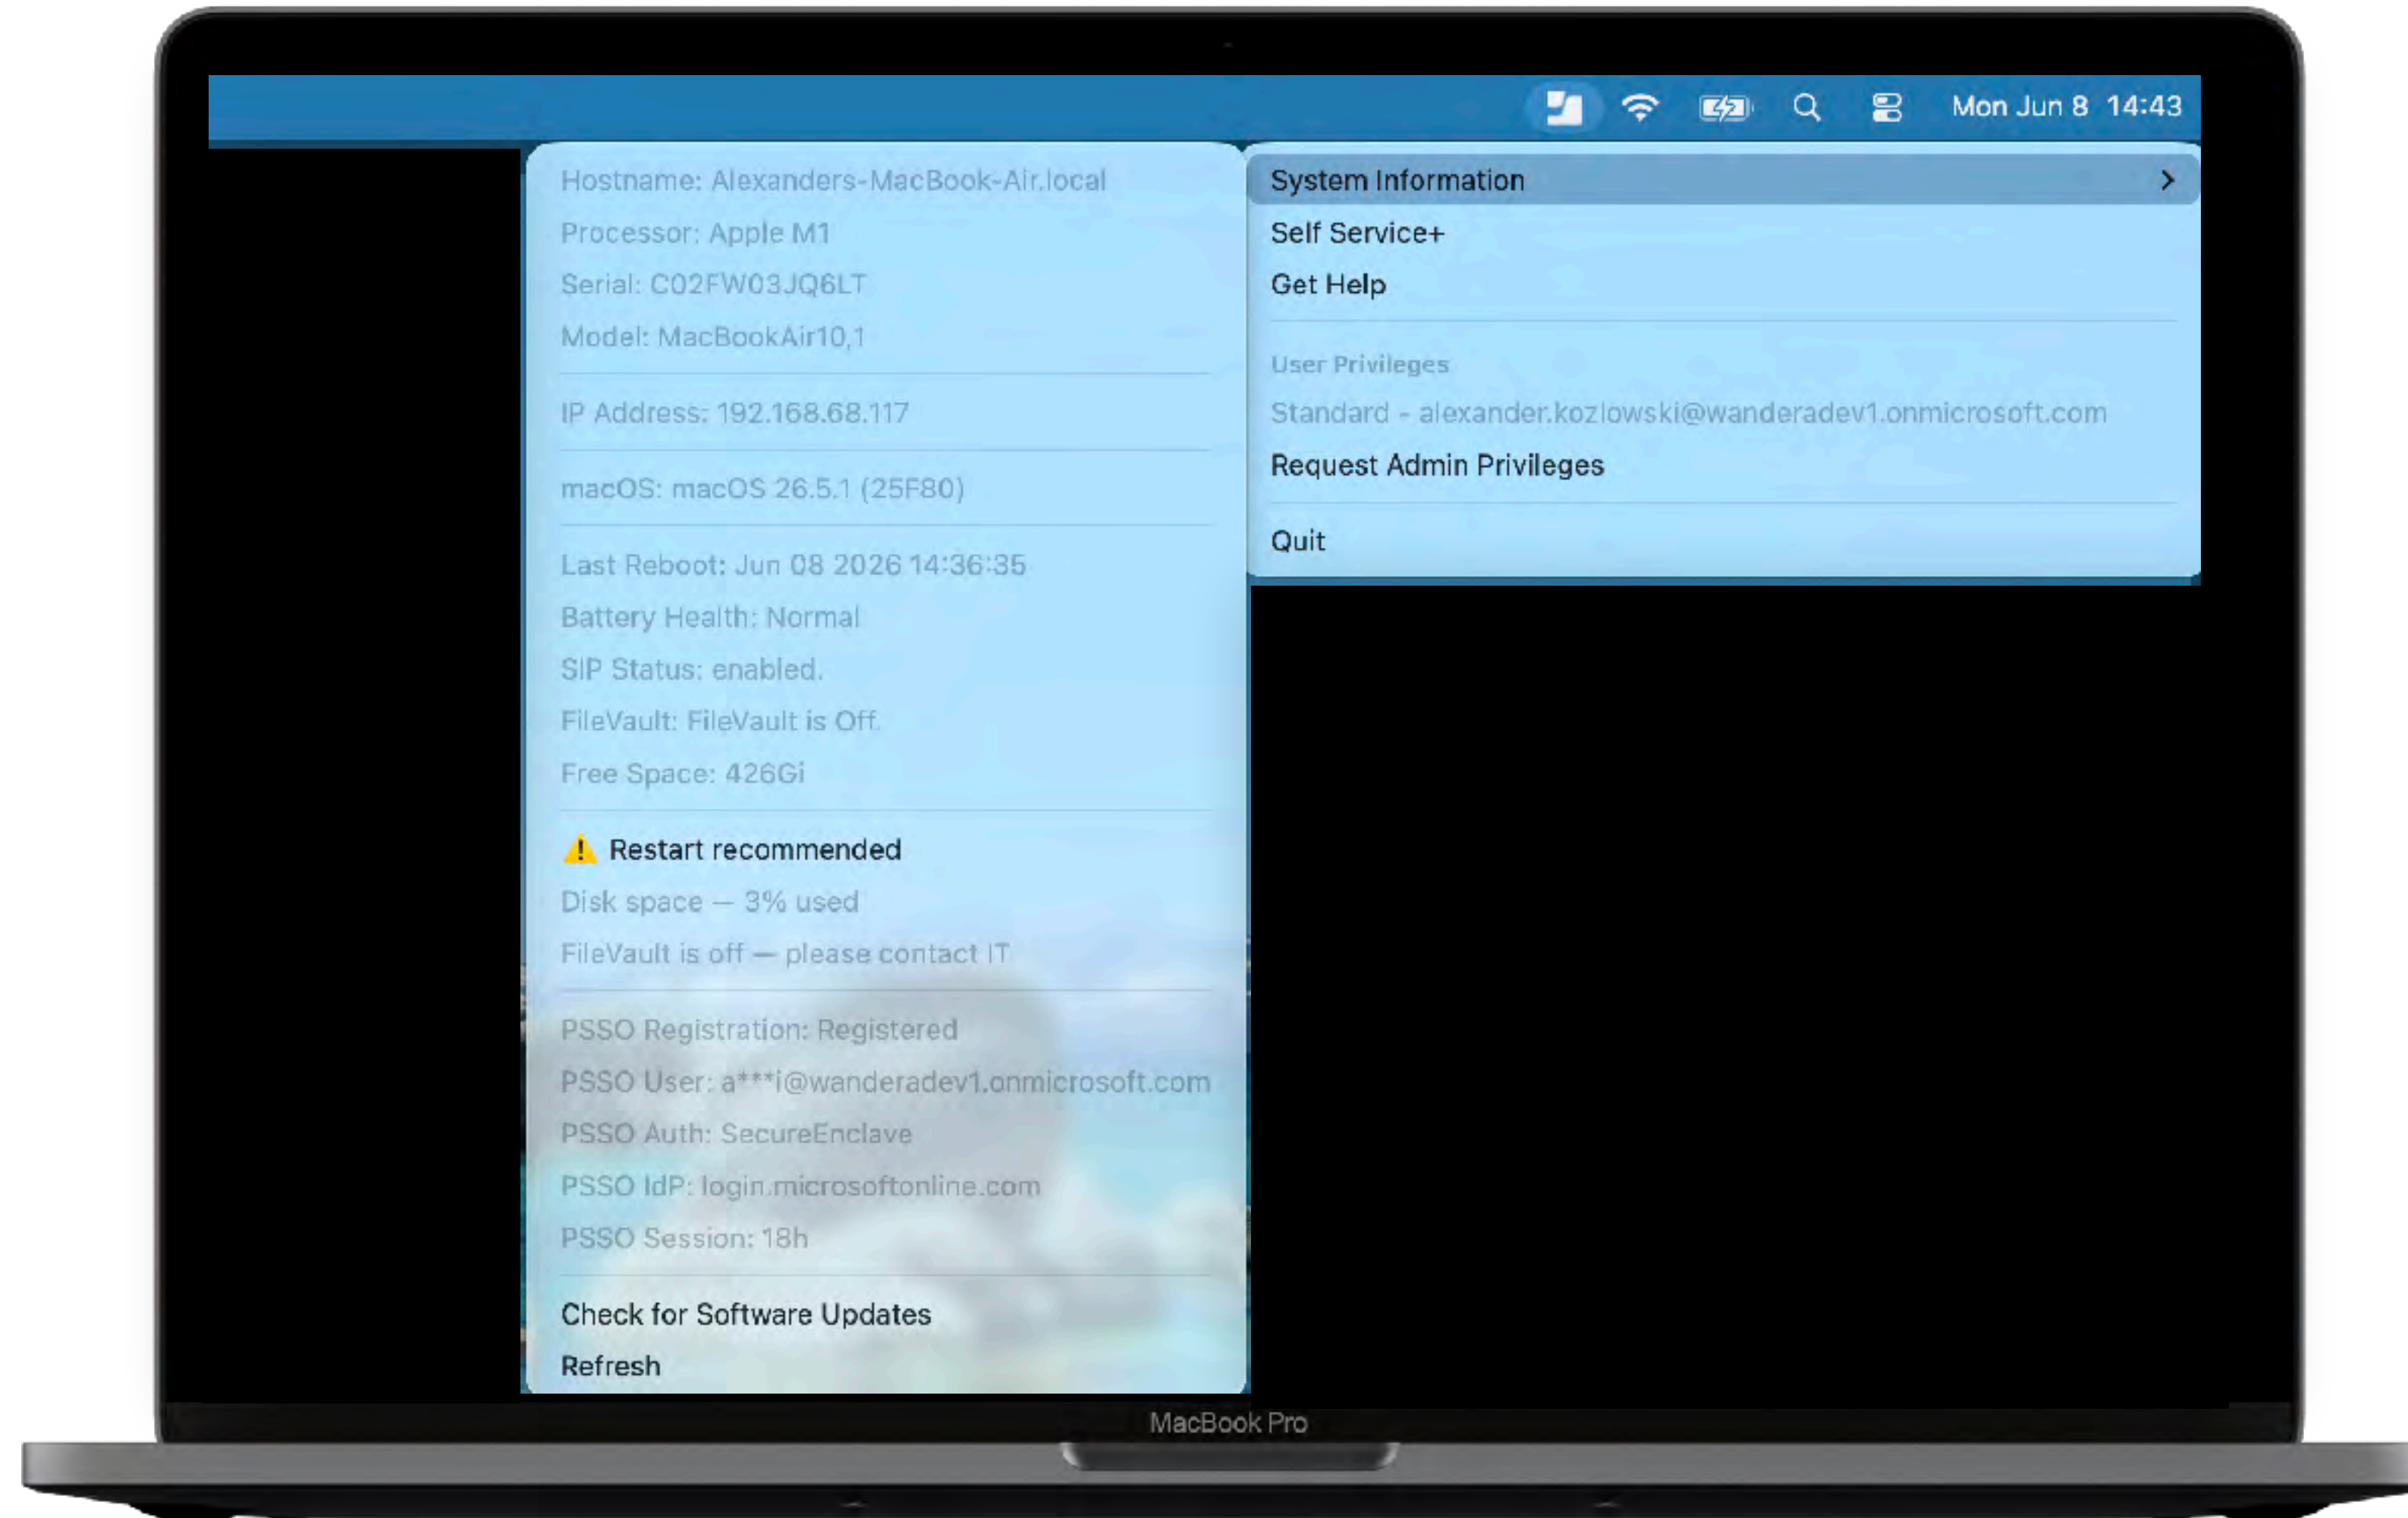 Mon Jun 8 14:43
Hostname: Alexanders-MacBook-Air.local
Processor: Apple M1
Serial: C02FW03JQ6LT
Model: MacBookAir10,1
IP Address: 192.168.68.117
macOS: macOS 26.5.1 (25F80)
Last Reboot: Jun 08 2026 14:36:35
Battery Health: Normal
SIP Status: enabled.
FileVault: FileVault is Off.
Free Space: 426Gi
Restart recommended
Disk space — 3% used
FileVault is off — please contact IT
PSSO Registration: Registered
PSSO User: a***i@wanderadev1.onmicrosoft.com
PSSO Auth: SecureEnclave
PSSO IdP: login.microsoftonline.com
PSSO Session: 18h
Check for Software Updates
Refresh
System Information
Self Service+
Get Help
User Privileges
Standard - alexander.kozlowski@wanderadev1.onmicrosoft.com
Request Admin Privileges
Quit
MacBook Pro